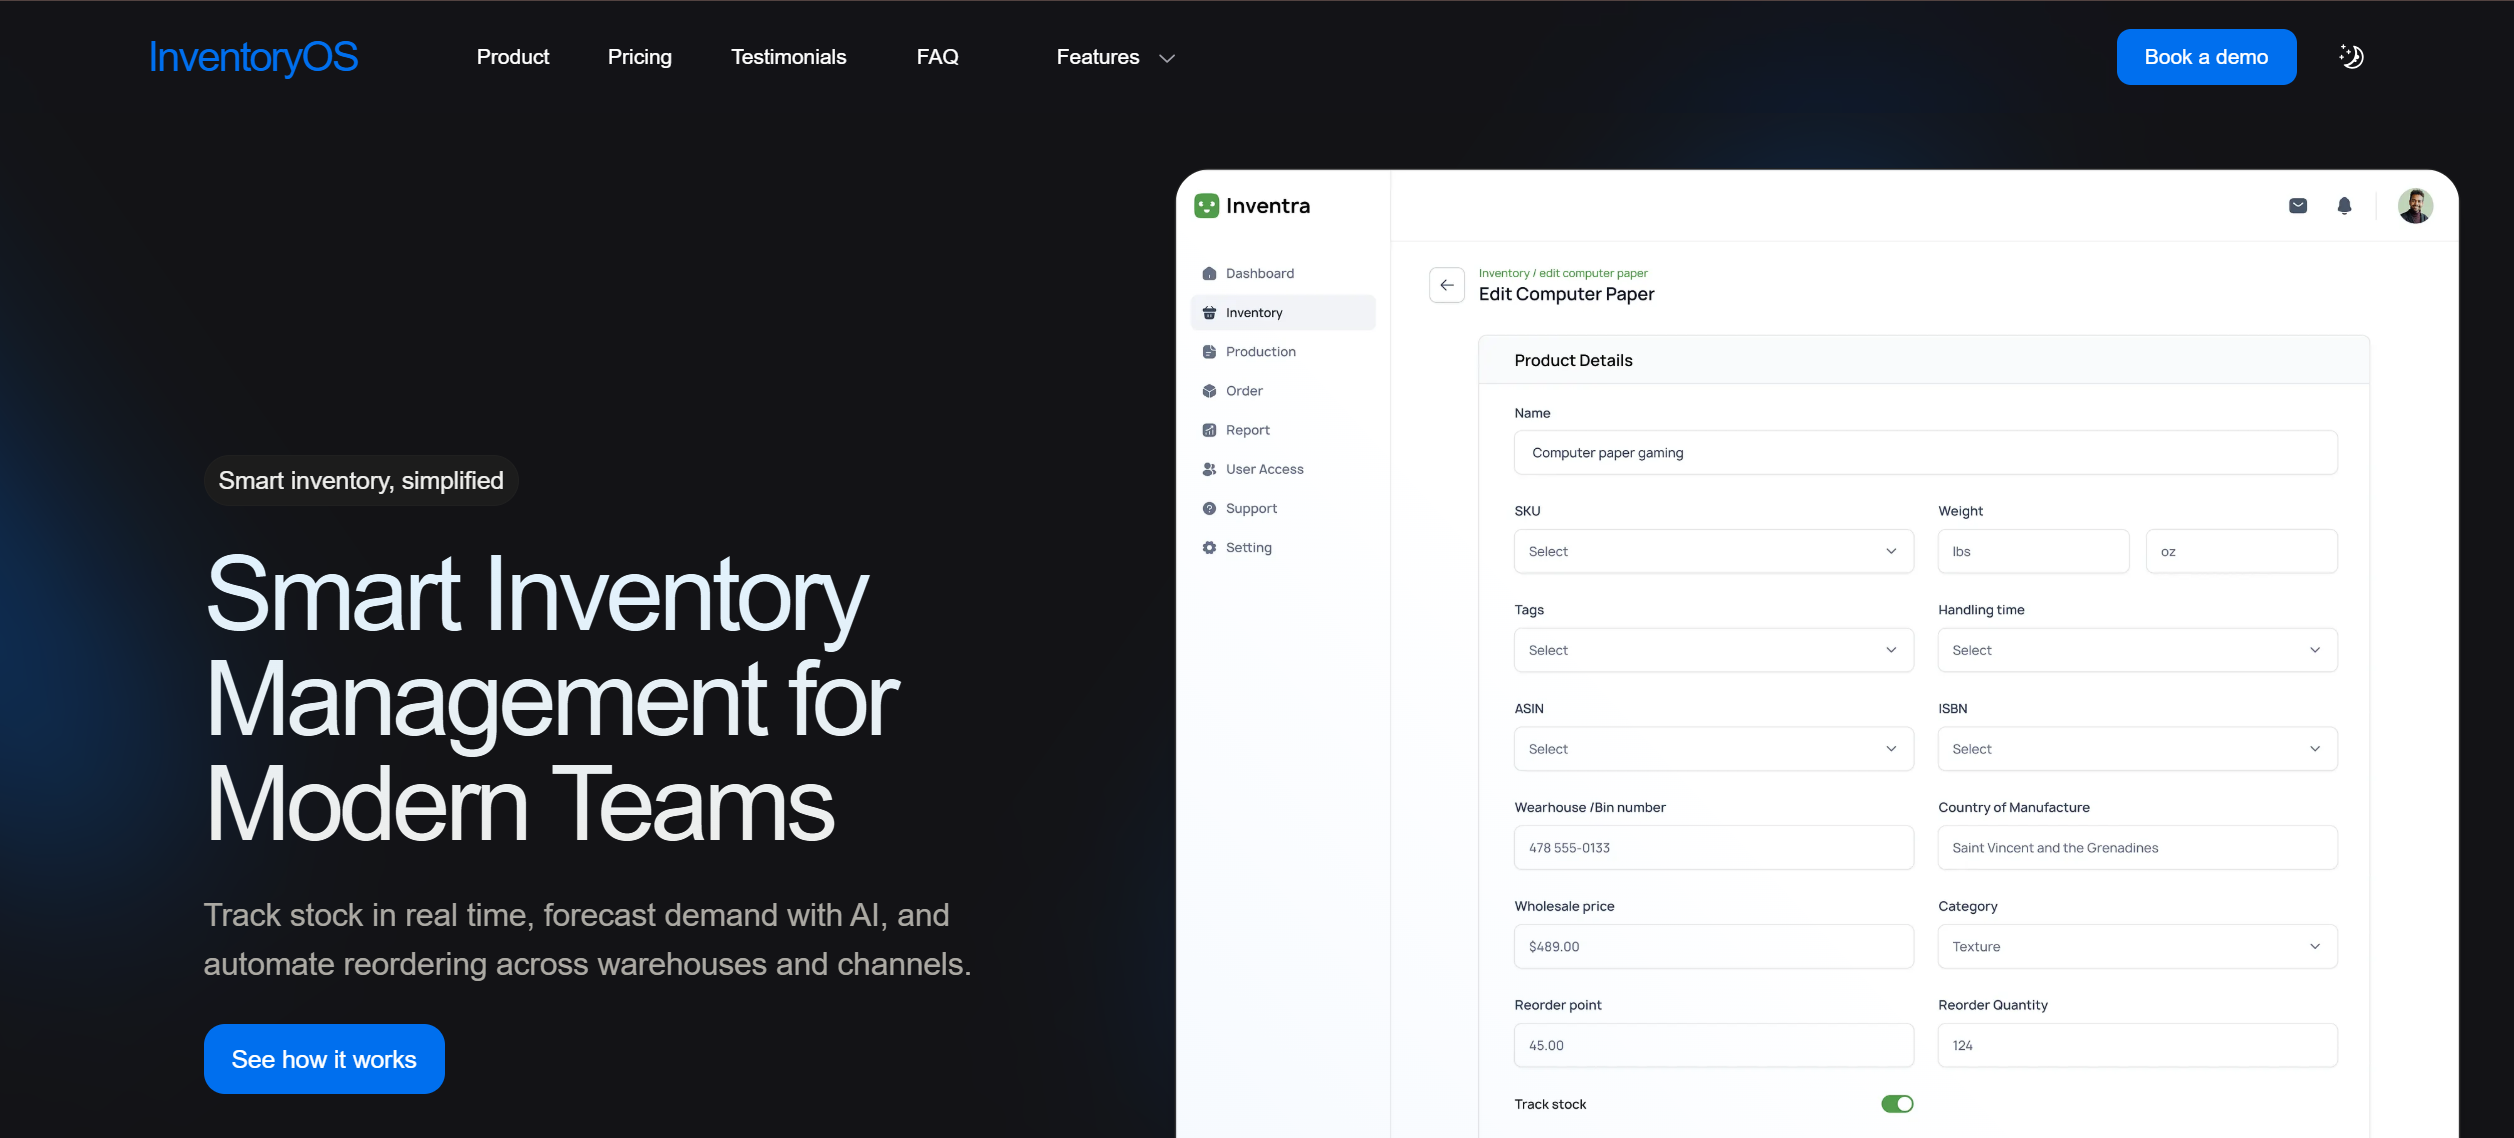 InventoryOS
Product
Pricing
Testimonials
FAQ
Features
Book a demo
Smart inventory, simplified
Smart Inventory
Management for
Modern Teams
Track stock in real time, forecast demand with AI, and
automate reordering across warehouses and channels.
See how it works
Inventra
Dashboard
Inventory
Production
Order
Report
User Access
Support
Setting
Inventory / edit computer paper
Edit Computer Paper
Product Details
Name
Computer paper gaming
SKU
Weight
Select
lbs
oz
Tags
Handling time
Select
Select
ASIN
ISBN
Select
Select
Wearhouse /Bin number
Country of Manufacture
478 555-0133
Saint Vincent and the Grenadines
Wholesale price
Category
$489.00
Texture
Reorder point
Reorder Quantity
45.00
124
Track stock